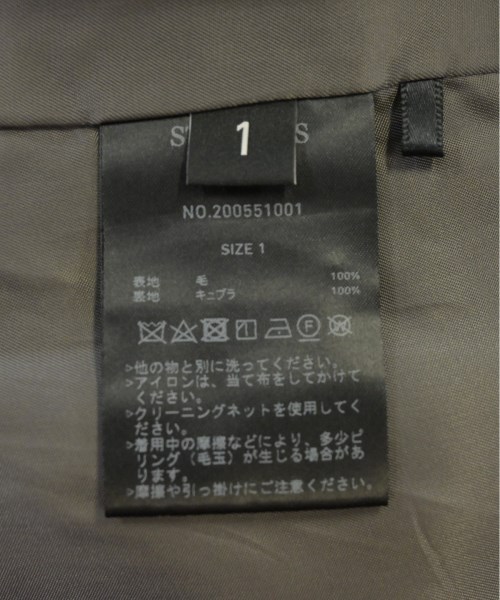 1
NO.200551001
SIZE 1
表地 毛 100%
裏地 キュプラ 100%
F W
>他の物と別に洗ってください。
>アイロンは、当て布をしてかけて
ください。
>クリーニングネットを使用してく
ださい。
>着用中の摩擦などにより、多少ピ
リング（毛玉）が生じる場合があ
ります。
>摩擦や引っ掛けにご注意ください。